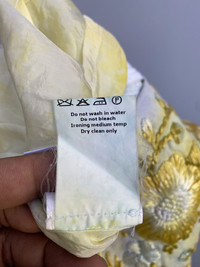 Do not wash in water
Do not bleach
Ironing medium temp
Dry clean only